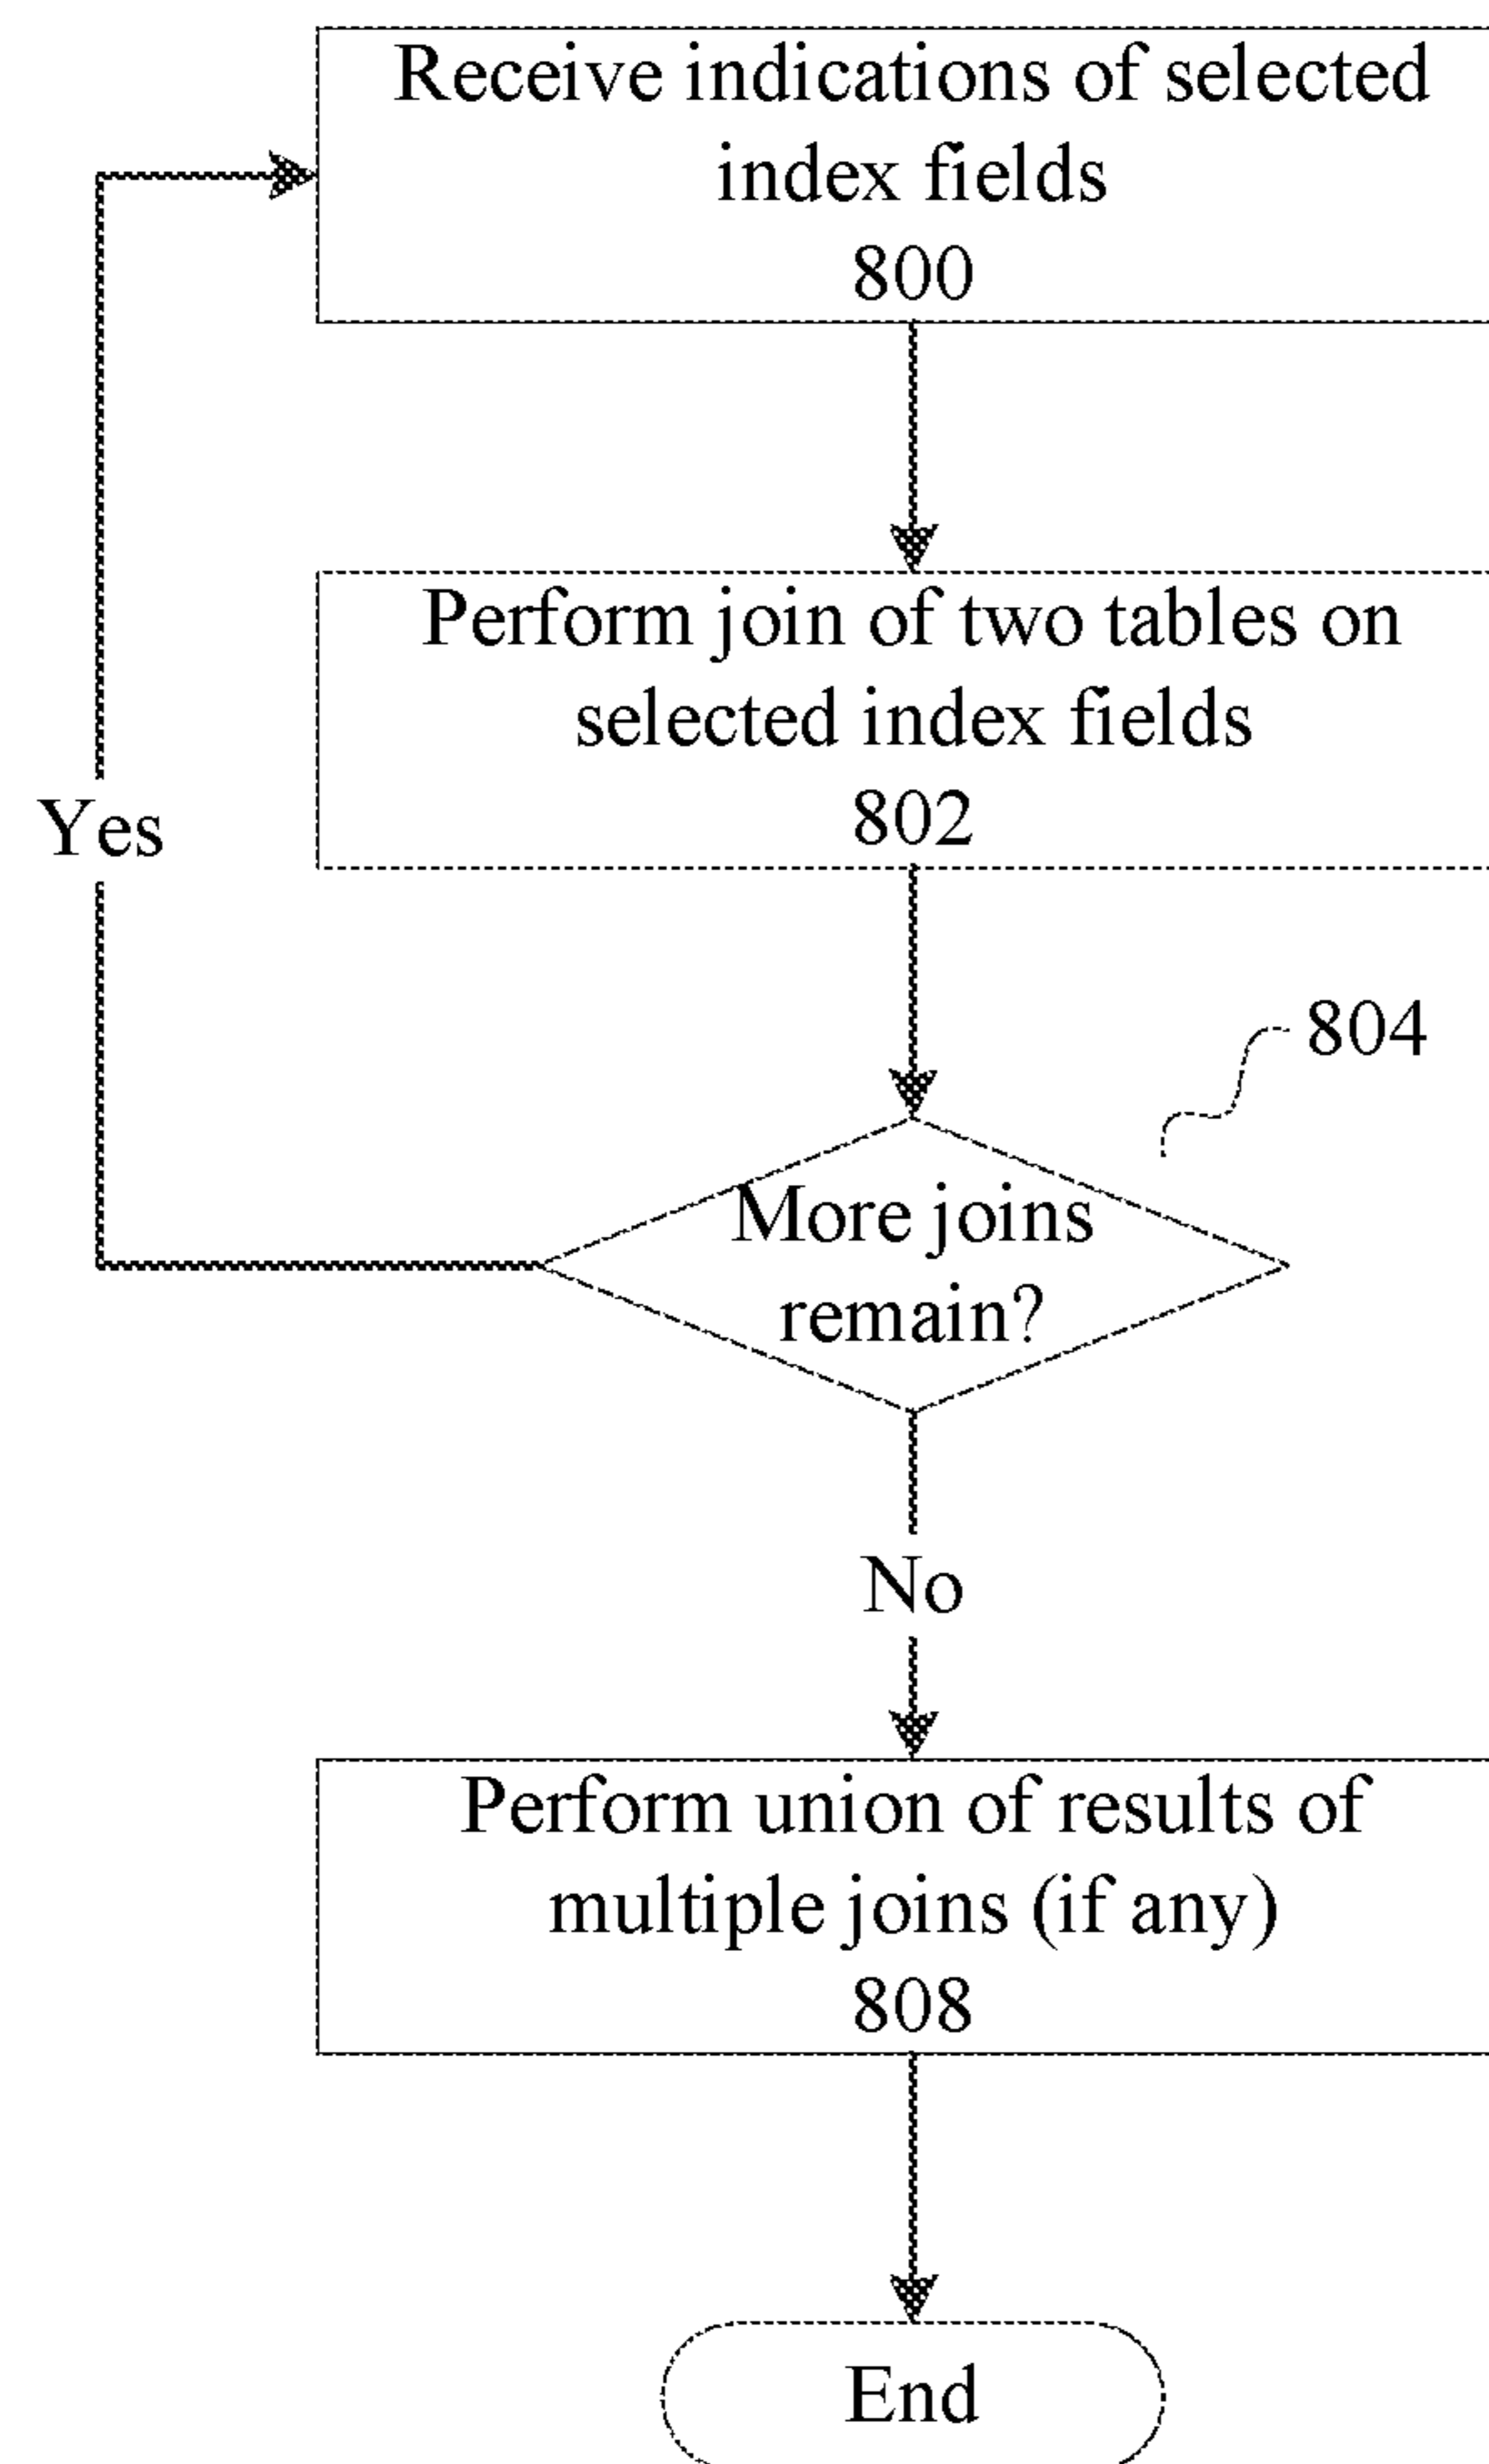 Receive indications of selected
index fields
800
Perform join of two tables on
selected index fields
802
Yes
804
More joins
remain?
No
Perform union of results of
multiple joins (if any)
808
End